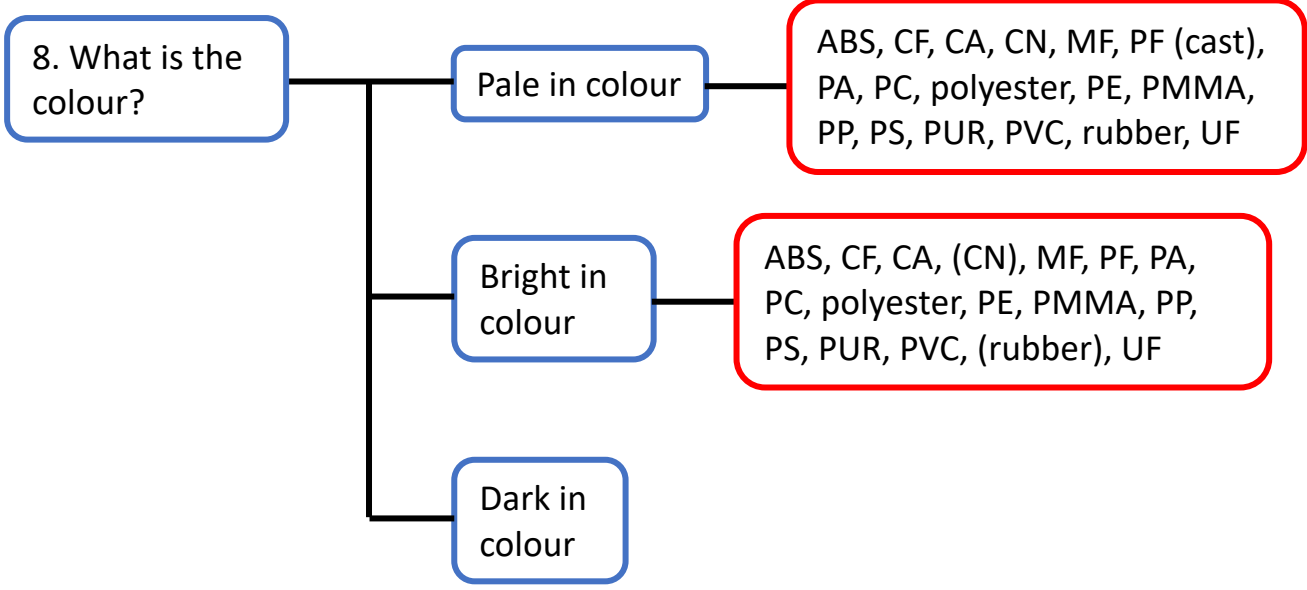 8. What is the
colour?
Pale in colour
ABS, CF, CA, CN, MF, PF (cast),
PA, PC, polyester, PE, PMMA,
PP, PS, PUR, PVC, rubber, UF
Bright in
colour
ABS, CF, CA, (CN), MF, PF, PA,
PC, polyester, PE, PMMA, PP,
PS, PUR, PVC, (rubber), UF
Dark in
colour